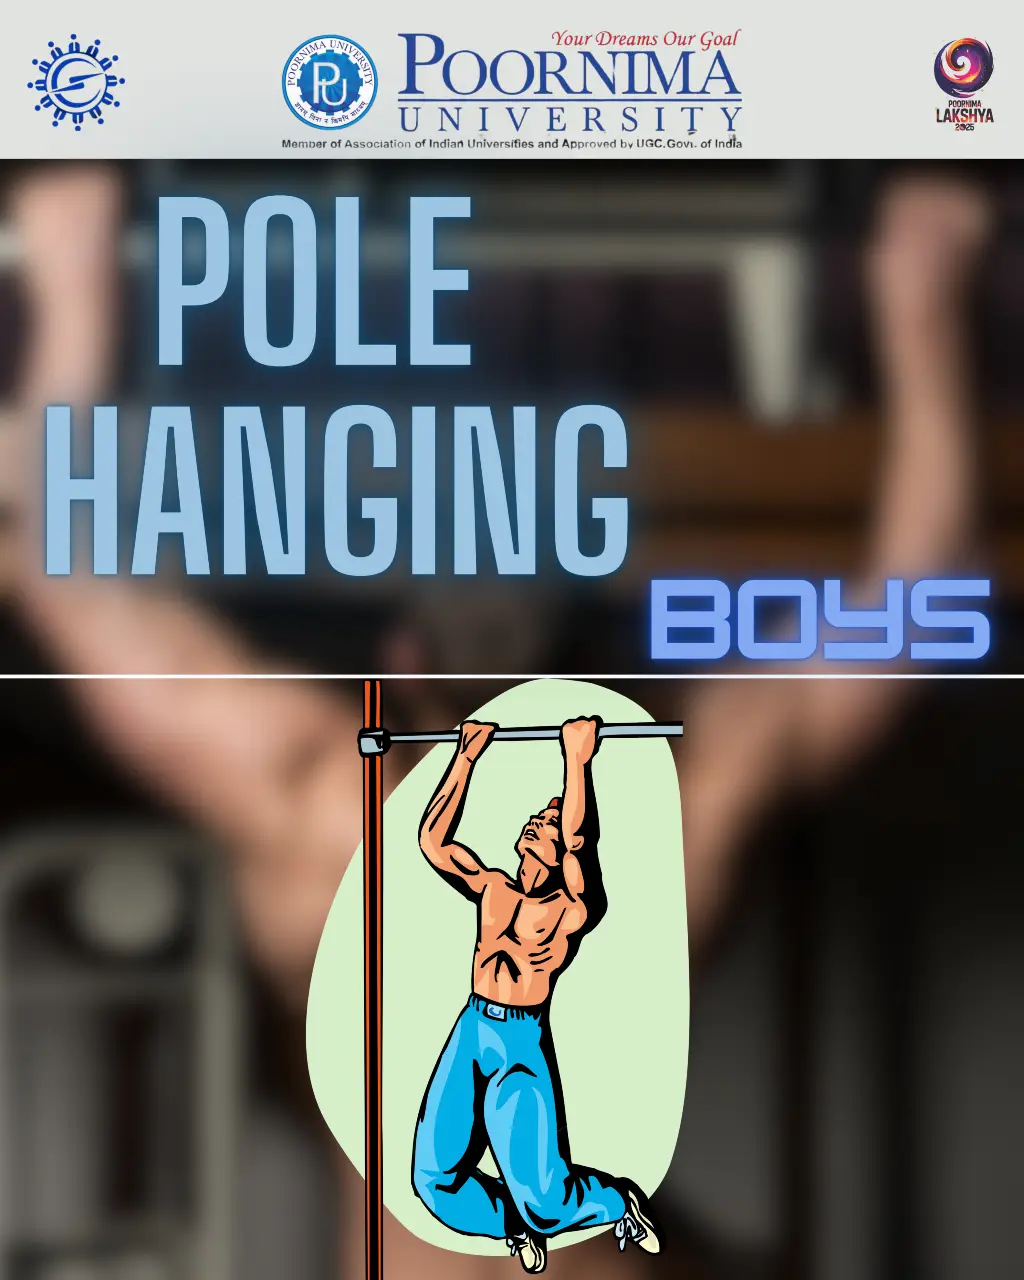 Your Dreams Our Goal
POORNIMA UNIVERSITY
PU
POORNIMA
UNIVERSITY
Member of Association of Indian Universities and Approved by UGC.Govt. of India
POORNIMA
LAKSHYA
2025
POLE
HANGING
BOYS